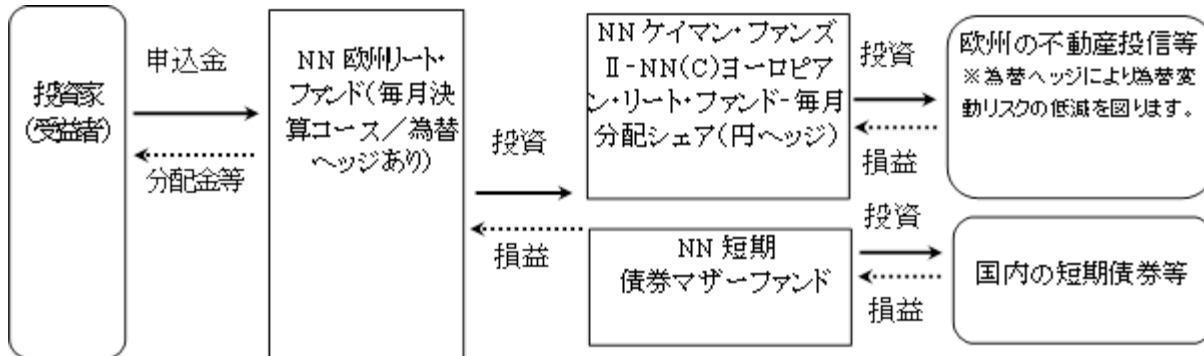 投資家
(受益者)
申込金
分配金等
NN 欧州リート・
ファンド(毎月決
算コース／為替
ヘッジあり)
投資
損益
NN ケイマン・ファンズ
Ⅱ-NN(C)ヨーロピア
ン・リート・ファンド-毎月
分配シェア(円ヘッジ)
NN 短期
債券マザーファンド
投資
損益
投資
損益
欧州の不動産投信等
※為替ヘッジにより為替変
動リスクの低減を図ります。
国内の短期債券等